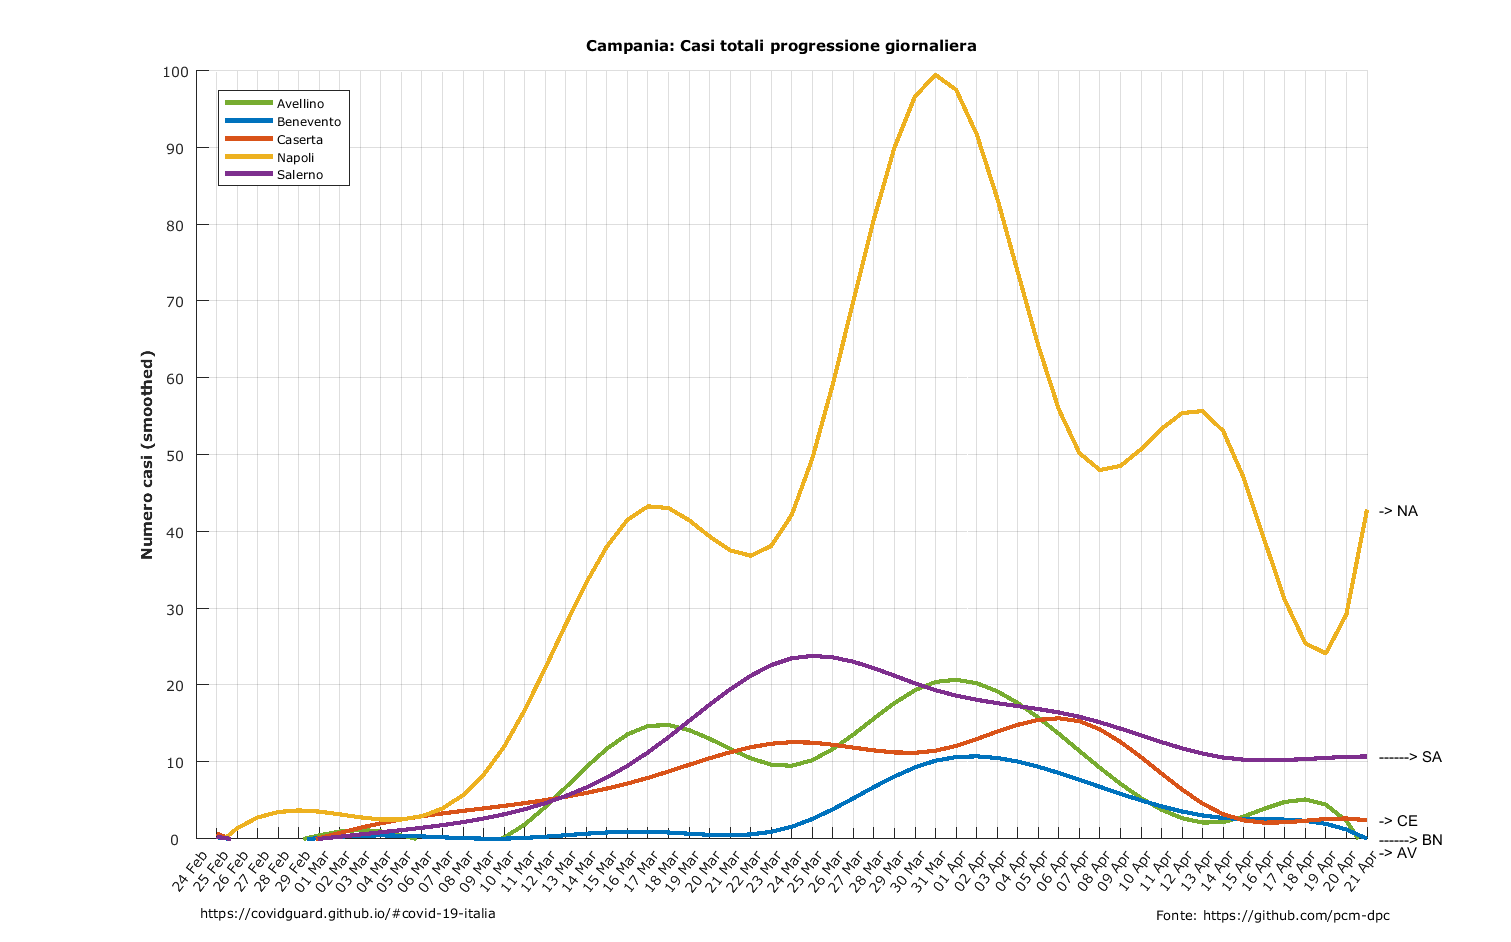 Campania: Casi totali progressione giornaliera
100
90
80
70
60
50
40
30
20
10
0
Numero casi (smoothed)
Avellino
Benevento
Caserta
Napoli
Salerno
-> NA
------> SA
-> CE
------> BN
-> AV
24 Feb
25 Feb
26 Feb
27 Feb
28 Feb
29 Feb
01 Mar
02 Mar
03 Mar
04 Mar
05 Mar
06 Mar
07 Mar
08 Mar
09 Mar
10 Mar
11 Mar
12 Mar
13 Mar
14 Mar
15 Mar
16 Mar
17 Mar
18 Mar
19 Mar
20 Mar
21 Mar
22 Mar
23 Mar
24 Mar
25 Mar
26 Mar
27 Mar
28 Mar
29 Mar
30 Mar
31 Mar
01 Apr
02 Apr
03 Apr
04 Apr
05 Apr
06 Apr
07 Apr
08 Apr
09 Apr
10 Apr
11 Apr
12 Apr
13 Apr
14 Apr
15 Apr
16 Apr
17 Apr
18 Apr
19 Apr
20 Apr
21 Apr
https://covidguard.github.io/#covid-19-italia
Fonte: https://github.com/pcm-dpc